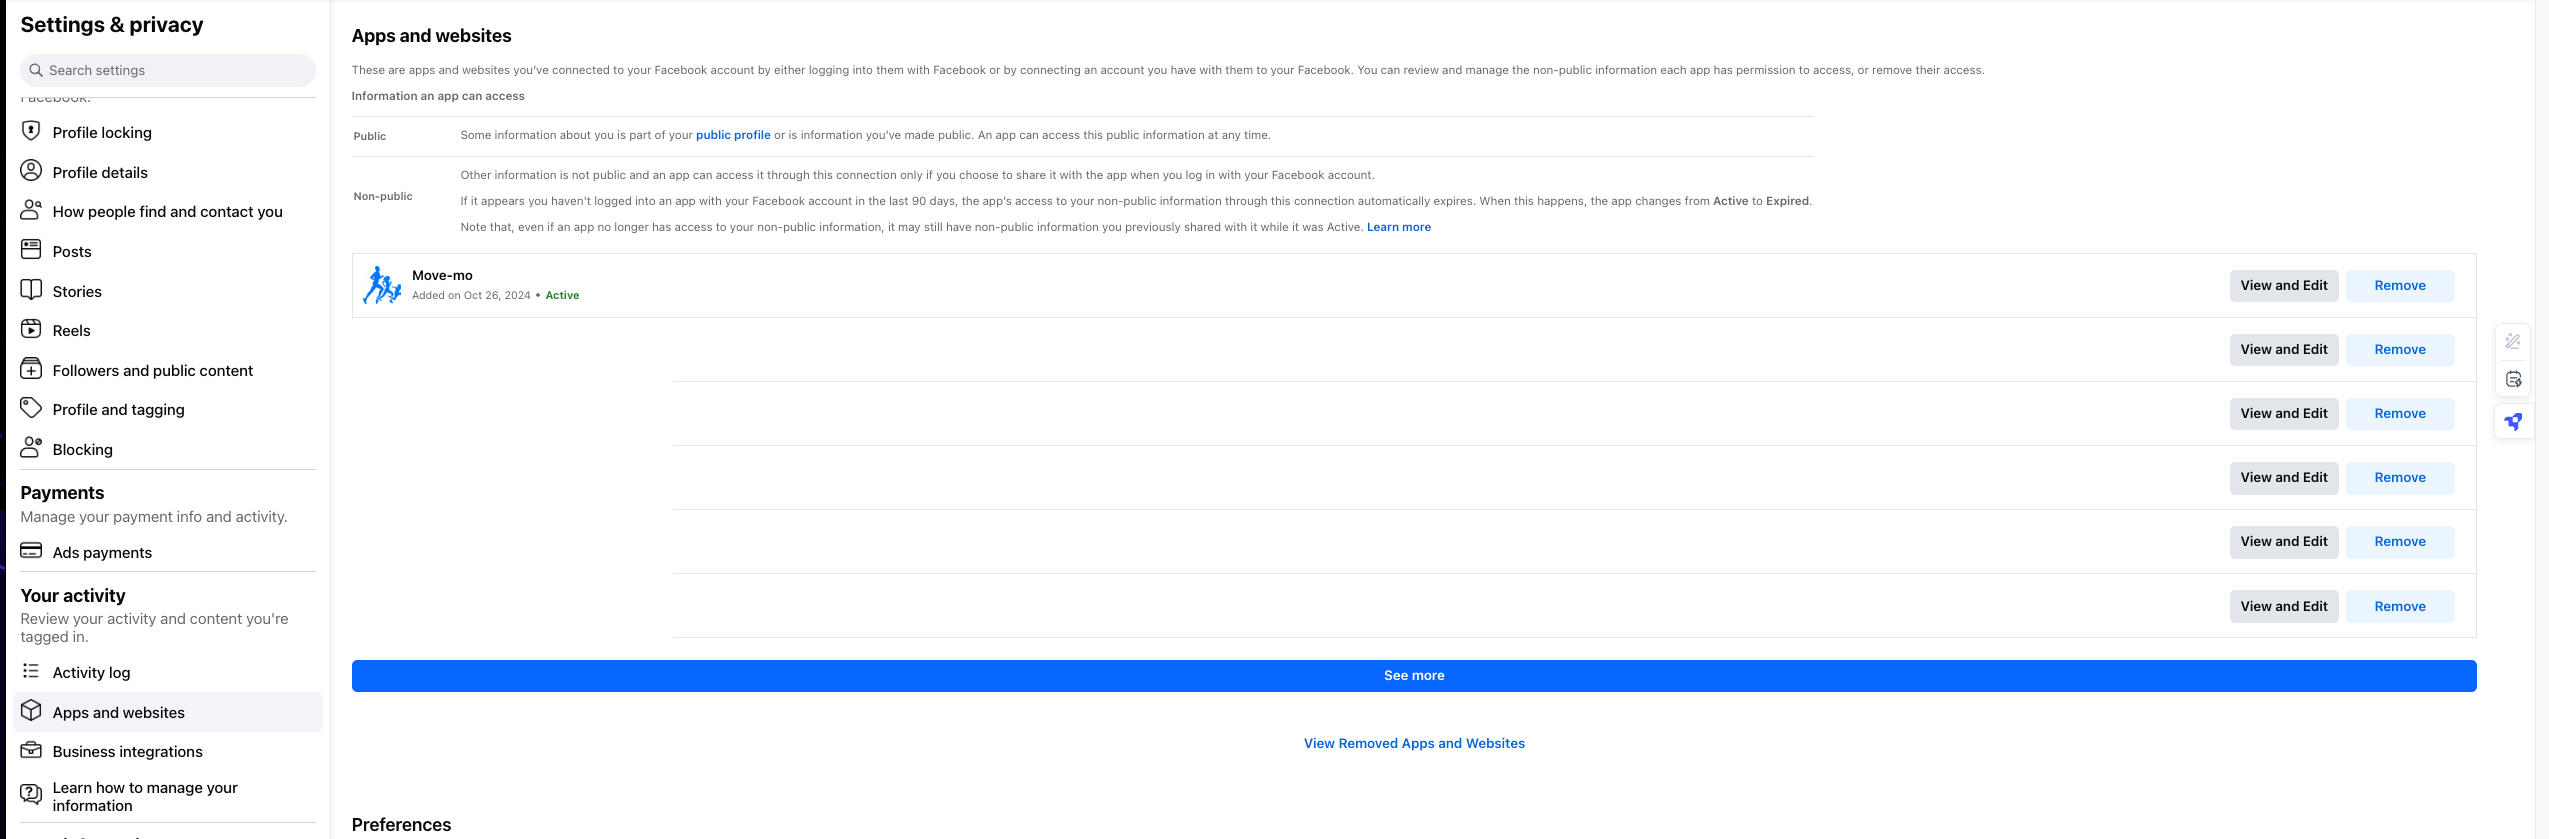 Settings & privacy
Search settings
Facebook.
Profile locking
Profile details
How people find and contact you
Posts
Stories
Reels
Followers and public content
Profile and tagging
Blocking
Payments
Manage your payment info and activity.
Ads payments
Your activity
Review your activity and content you're
tagged in.
Activity log
Apps and websites
Business integrations
Learn how to manage your
information
Apps and websites
These are apps and websites you've connected to your Facebook account by either logging into them with Facebook or by connecting an account you have with them to your Facebook. You can review and manage the non-public information each app has permission to access, or remove their access.
Information an app can access
Public
Some information about you is part of your public profile or is information you've made public. An app can access this public information at any time.
Non-public
Other information is not public and an app can access it through this connection only if you choose to share it with the app when you log in with your Facebook account.
If it appears you haven't logged into an app with your Facebook account in the last 90 days, the app's access to your non-public information through this connection automatically expires. When this happens, the app changes from Active to Expired.
Note that, even if an app no longer has access to your non-public information, it may still have non-public information you previously shared with it while it was Active. Learn more
Move-mo
Added on Oct 26, 2024 • Active
View and Edit Remove
View and Edit Remove
View and Edit Remove
View and Edit Remove
View and Edit Remove
View and Edit Remove
See more
View Removed Apps and Websites
Preferences